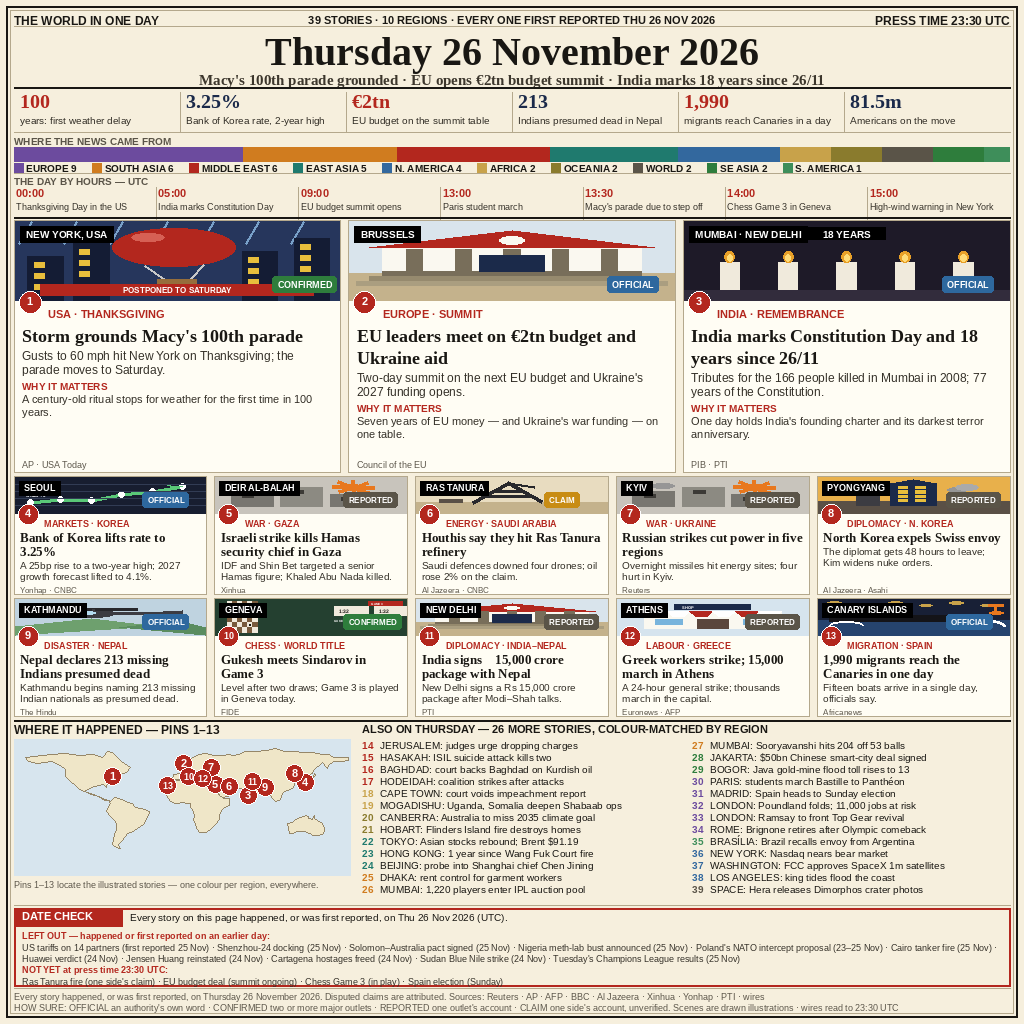 THE WORLD IN ONE DAY
39 STORIES · 10 REGIONS · EVERY ONE FIRST REPORTED THU 26 NOV 2026
PRESS TIME 23:30 UTC
Thursday 26 November 2026
Macy's 100th parade grounded · EU opens €2tn budget summit · India marks 18 years since 26/11
100
years: first weather delay
3.25%
Bank of Korea rate, 2-year high
€2tn
EU budget on the summit table
213
Indians presumed dead in Nepal
1,990
migrants reach Canaries in a day
81.5m
Americans on the move
WHERE THE NEWS CAME FROM
EUROPE 9 SOUTH ASIA 6 MIDDLE EAST 6 EAST ASIA 5 N. AMERICA 4 AFRICA 2 OCEANIA 2 WORLD 2 SE ASIA 2 S. AMERICA 1
THE DAY BY HOURS — UTC
00:00
Thanksgiving Day in the US
05:00
India marks Constitution Day
09:00
EU budget summit opens
13:00
Paris student march
13:30
Macy's parade due to step off
14:00
Chess Game 3 in Geneva
15:00
High-wind warning in New York
NEW YORK, USA
POSTPONED TO SATURDAY
CONFIRMED
1
USA · THANKSGIVING
Storm grounds Macy's 100th parade
Gusts to 60 mph hit New York on Thanksgiving; the
parade moves to Saturday.
WHY IT MATTERS
A century-old ritual stops for weather for the first time in 100
years.
AP · USA Today
BRUSSELS
OFFICIAL
2
EUROPE · SUMMIT
EU leaders meet on €2tn budget and
Ukraine aid
Two-day summit on the next EU budget and Ukraine's
2027 funding opens.
WHY IT MATTERS
Seven years of EU money — and Ukraine's war funding — on
one table.
Council of the EU
MUMBAI · NEW DELHI
18 YEARS
OFFICIAL
3
INDIA · REMEMBRANCE
India marks Constitution Day and 18
years since 26/11
Tributes for the 166 people killed in Mumbai in 2008; 77
years of the Constitution.
WHY IT MATTERS
One day holds India's founding charter and its darkest terror
anniversary.
PIB · PTI
SEOUL
OFFICIAL
4
MARKETS · KOREA
Bank of Korea lifts rate to
3.25%
A 25bp rise to a two-year high; 2027
growth forecast lifted to 4.1%.
Yonhap · CNBC
DEIR AL-BALAH
REPORTED
5
WAR · GAZA
Israeli strike kills Hamas
security chief in Gaza
IDF and Shin Bet targeted a senior
Hamas figure; Khaled Abu Nada killed.
Xinhua
RAS TANURA
CLAIM
6
ENERGY · SAUDI ARABIA
Houthis say they hit Ras Tanura
refinery
Saudi defences downed four drones; oil
rose 2% on the claim.
Al Jazeera · CNBC
KYIV
REPORTED
7
WAR · UKRAINE
Russian strikes cut power in five
regions
Overnight missiles hit energy sites; four
hurt in Kyiv.
Reuters
PYONGYANG
REPORTED
8
DIPLOMACY · N. KOREA
North Korea expels Swiss envoy
The diplomat gets 48 hours to leave;
Kim widens nuke orders.
Al Jazeera · Asahi
KATHMANDU
OFFICIAL
9
DISASTER · NEPAL
Nepal declares 213 missing
Indians presumed dead
Kathmandu begins naming 213 missing
Indian nationals as presumed dead.
The Hindu
GENEVA
1:32 1:32
CONFIRMED
10
CHESS · WORLD TITLE
Gukesh meets Sindarov in
Game 3
Level after two draws; Game 3 is played
in Geneva today.
FIDE
NEW DELHI
REPORTED
11
DIPLOMACY · INDIA–NEPAL
India signs 15,000 crore
package with Nepal
New Delhi signed a Rs 15,000 crore
package after Modi–Shah talks.
PTI
ATHENS
SHOP
REPORTED
12
LABOUR · GREECE
Greek workers strike; 15,000
march in Athens
A 24-hour general strike; thousands
march in the capital.
Euronews · AFP
CANARY ISLANDS
OFFICIAL
13
MIGRATION · SPAIN
1,990 migrants reach the
Canaries in one day
Fifteen boats arrive in a single day,
officials say.
Africanews
WHERE IT HAPPENED — PINS 1–13
1 2 7 10 12 13 5 6 11 3 9 8 4
Pins 1–13 locate the illustrated stories — one colour per region, everywhere.
ALSO ON THURSDAY — 26 MORE STORIES, COLOUR-MATCHED BY REGION
14 JERUSALEM: judges urge dropping charges
15 HASAKAH: ISIL suicide attack kills two
16 BAGHDAD: court backs Baghdad on Kurdish oil
17 HODEIDAH: coalition strikes after attacks
18 CAPE TOWN: court voids impeachment report
19 MOGADISHU: Uganda, Somalia deepen Shabaab ops
20 CANBERRA: Australia to miss 2035 climate goal
21 HOBART: Flinders Island fire destroys homes
22 TOKYO: Asian stocks rebound; Brent $91.19
23 HONG KONG: 1 year since Wang Fuk Court fire
24 BEIJING: probe into Shanghai chief Chen Jining
25 DHAKA: rent control for garment workers
26 MUMBAI: 1,220 players enter IPL auction pool
27 MUMBAI: Sooryavanshi hits 204 off 53 balls
28 JAKARTA: $50bn Chinese smart-city deal signed
29 BOGOR: Java gold-mine flood toll rises to 13
30 PARIS: students march Bastille to Panthéon
31 MADRID: Spain heads to Sunday election
32 LONDON: Poundland folds; 11,000 jobs at risk
33 LONDON: Ramsay to front Top Gear revival
34 ROME: Brignone retires after Olympic comeback
35 BRASÍLIA: Brazil recalls envoy from Argentina
36 NEW YORK: Nasdaq nears bear market
37 WASHINGTON: FCC approves SpaceX 1m satellites
38 LOS ANGELES: king tides flood the coast
39 SPACE: Hera releases Dimorphos crater photos
DATE CHECK
Every story on this page happened, or was first reported, on Thu 26 Nov 2026 (UTC).
LEFT OUT — happened or first reported on an earlier day:
US tariffs on 14 partners (first reported 25 Nov) · Shenzhou-24 docking (25 Nov) · Solomon–Australia pact signed (25 Nov) · Nigeria meth-lab bust announced (25 Nov) · Poland's NATO intercept proposal (23–25 Nov) · Cairo tanker fire (25 Nov) ·
Huawei verdict (24 Nov) · Jensen Huang reinstated (24 Nov) · Cartagena hostages freed (24 Nov) · Sudan Blue Nile strike (24 Nov) · Tuesday's Champions League results (25 Nov)
NOT YET at press time 23:30 UTC:
Ras Tanura fire (one side's claim) · EU budget deal (summit ongoing) · Chess Game 3 (in play) · Spain election (Sunday)
Every story happened, or was first reported, on Thursday 26 November 2026. Disputed claims are attributed. Sources: Reuters · AP · AFP · BBC · Al Jazeera · Xinhua · Yonhap · PTI · wires
HOW SURE: OFFICIAL an authority's own word · CONFIRMED two or more major outlets · REPORTED one outlet's account · CLAIM one side's account, unverified. Scenes are drawn illustrations · wires read to 23:30 UTC